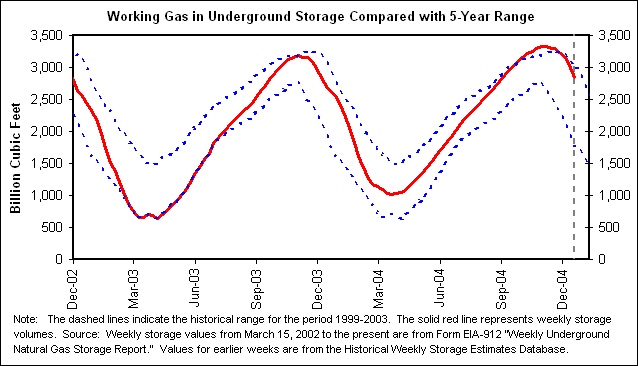 Working Gas in Underground Storage Compared with 5-Year Range
3,500
3,000
2,500
2,000
1,500
1,000
500
0
Billion Cubic Feet
3,500
3,000
2,500
2,000
1,500
1,000
500
0
Dec-02
Mar-03
Jun-03
Sep-03
Dec-03
Mar-04
Jun-04
Sep-04
Dec-04
Note: The dashed lines indicate the historical range for the period 1999-2003. The solid red line represents weekly storage
volumes. Source: Weekly storage values from March 15, 2002 to the present are from Form EIA-912 "Weekly Underground
Natural Gas Storage Report." Values for earlier weeks are from the Historical Weekly Storage Estimates Database.